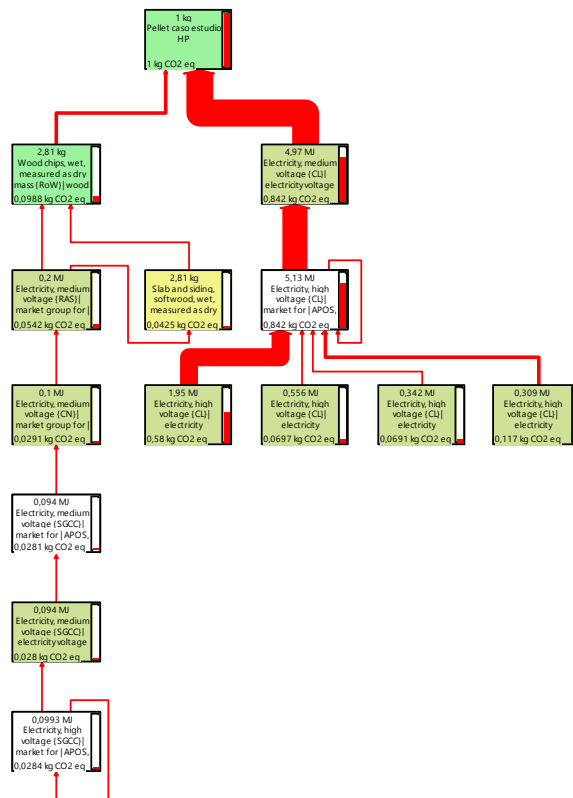 1 kg
Pellet caso estudio
HP
1 kg CO2 eq
2,81 kg
Wood chips, wet,
measured as dry
mass {RoW}| wood
0,0988 kg CO2 eq
4,97 MJ
Electricity, medium
voltage {CL}|
electricity voltage
0,842 kg CO2 eq
0,2 MJ
Electricity, medium
voltage {RAS}|
market group for |
0,0542 kg CO2 eq
2,81 kg
Slab and siding,
softwood, wet,
measured as dry
0,0425 kg CO2 eq
5,13 MJ
Electricity, high
voltage {CL}|
market for | APOS,
0,842 kg CO2 eq
0,1 MJ
Electricity, medium
voltage {CN}|
market group for |
0,0291 kg CO2 eq
1,95 MJ
Electricity, high
voltage {CL}|
electricity
0,58 kg CO2 eq
0,556 MJ
Electricity, high
voltage {CL}|
electricity
0,0697 kg CO2 eq
0,342 MJ
Electricity, high
voltage {CL}|
electricity
0,0691 kg CO2 eq
0,309 MJ
Electricity, high
voltage {CL}|
electricity
0,117 kg CO2 eq
0,094 MJ
Electricity, medium
voltage {SGCC}|
market for | APOS,
0,0281 kg CO2 eq
0,094 MJ
Electricity, medium
voltage {SGCC}|
electricity voltage
0,028 kg CO2 eq
0,0993 MJ
Electricity, high
voltage {SGCC}|
market for | APOS,
0,0284 kg CO2 eq